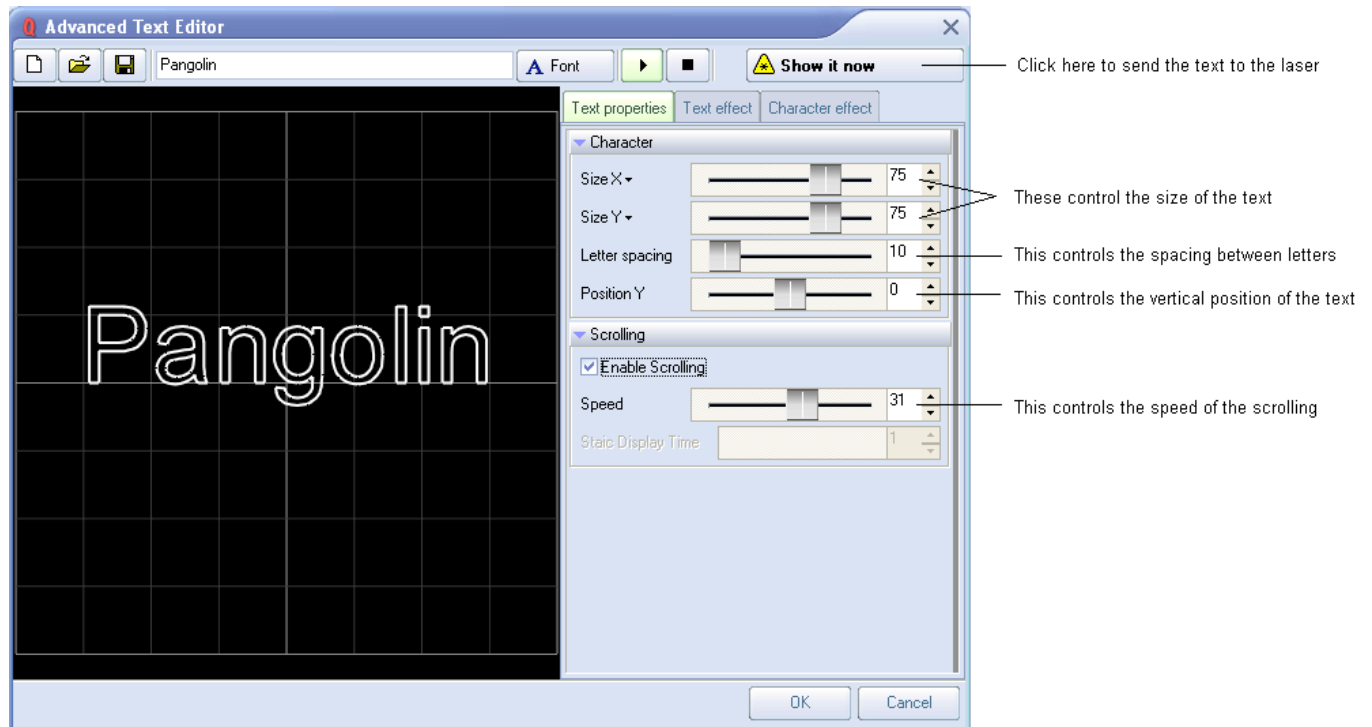 Advanced Text Editor
Pangolin
A Font
Show it now
Click here to send the text to the laser
Text properties
Text effect
Character effect
Character
Size X
75
Size Y
75
These control the size of the text
Letter spacing
10
This controls the spacing between letters
Position Y
0
This controls the vertical position of the text
Pangolin
Scrolling
Enable Scrolling
Speed
31
This controls the speed of the scrolling
Staic Display Time
1
OK
Cancel